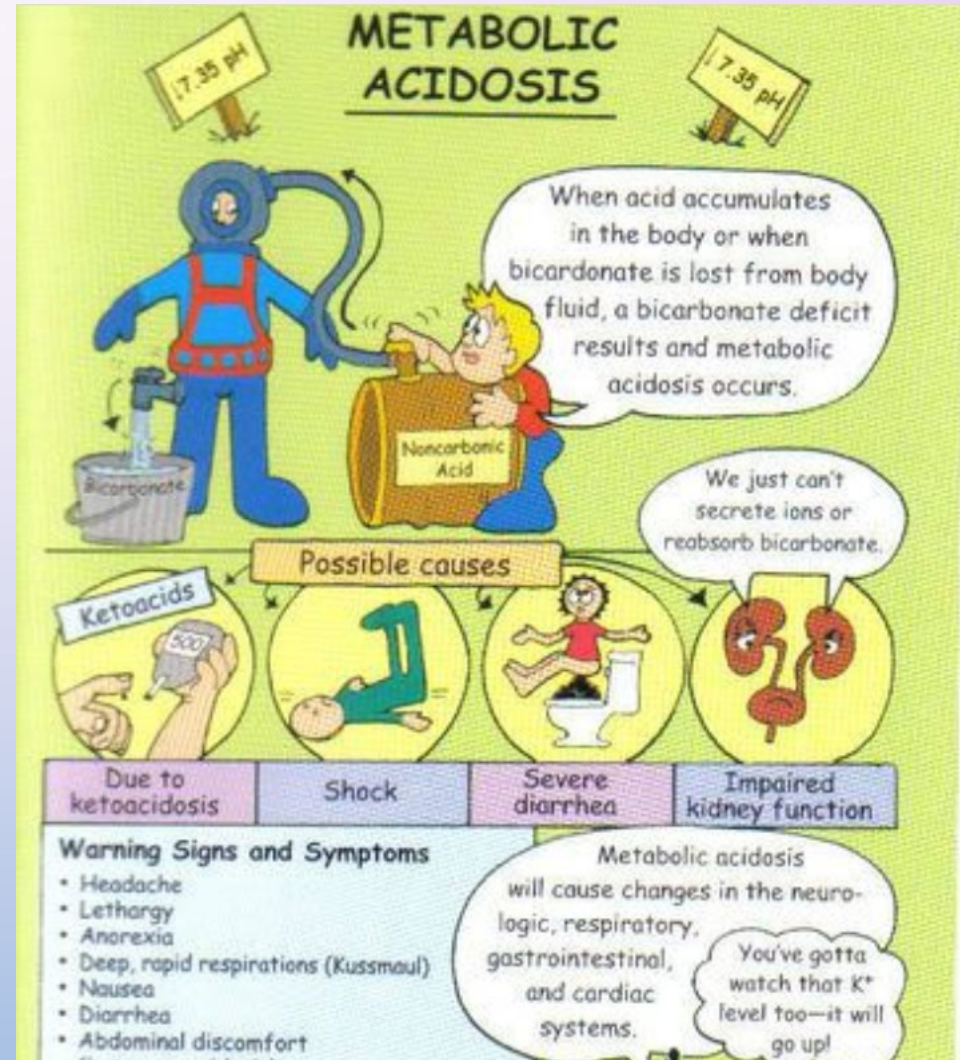 METABOLIC
ACIDOSIS
↓7.35 pH
↓7.35 pH
When acid accumulates
in the body or when
bicardonate is lost from body
fluid, a bicarbonate deficit
results and metabolic
acidosis occurs.
Noncarbonic
Acid
Bicarbonate
We just can't
secrete ions or
reabsorb bicarbonate.
Possible causes
Ketoacids
500
Due to
ketoacidosis
Shock
Severe
diarrhea
Impaired
kidney function
Warning Signs and Symptoms
• Headache
• Lethargy
• Anorexia
• Deep, rapid respirations (Kussmaul)
• Nausea
• Diarrhea
• Abdominal discomfort
Metabolic acidosis
will cause changes in the neuro-
logic, respiratory,
gastrointestinal,
and cardiac
systems.
You've gotta
watch that K⁺
level too—it will
go up!